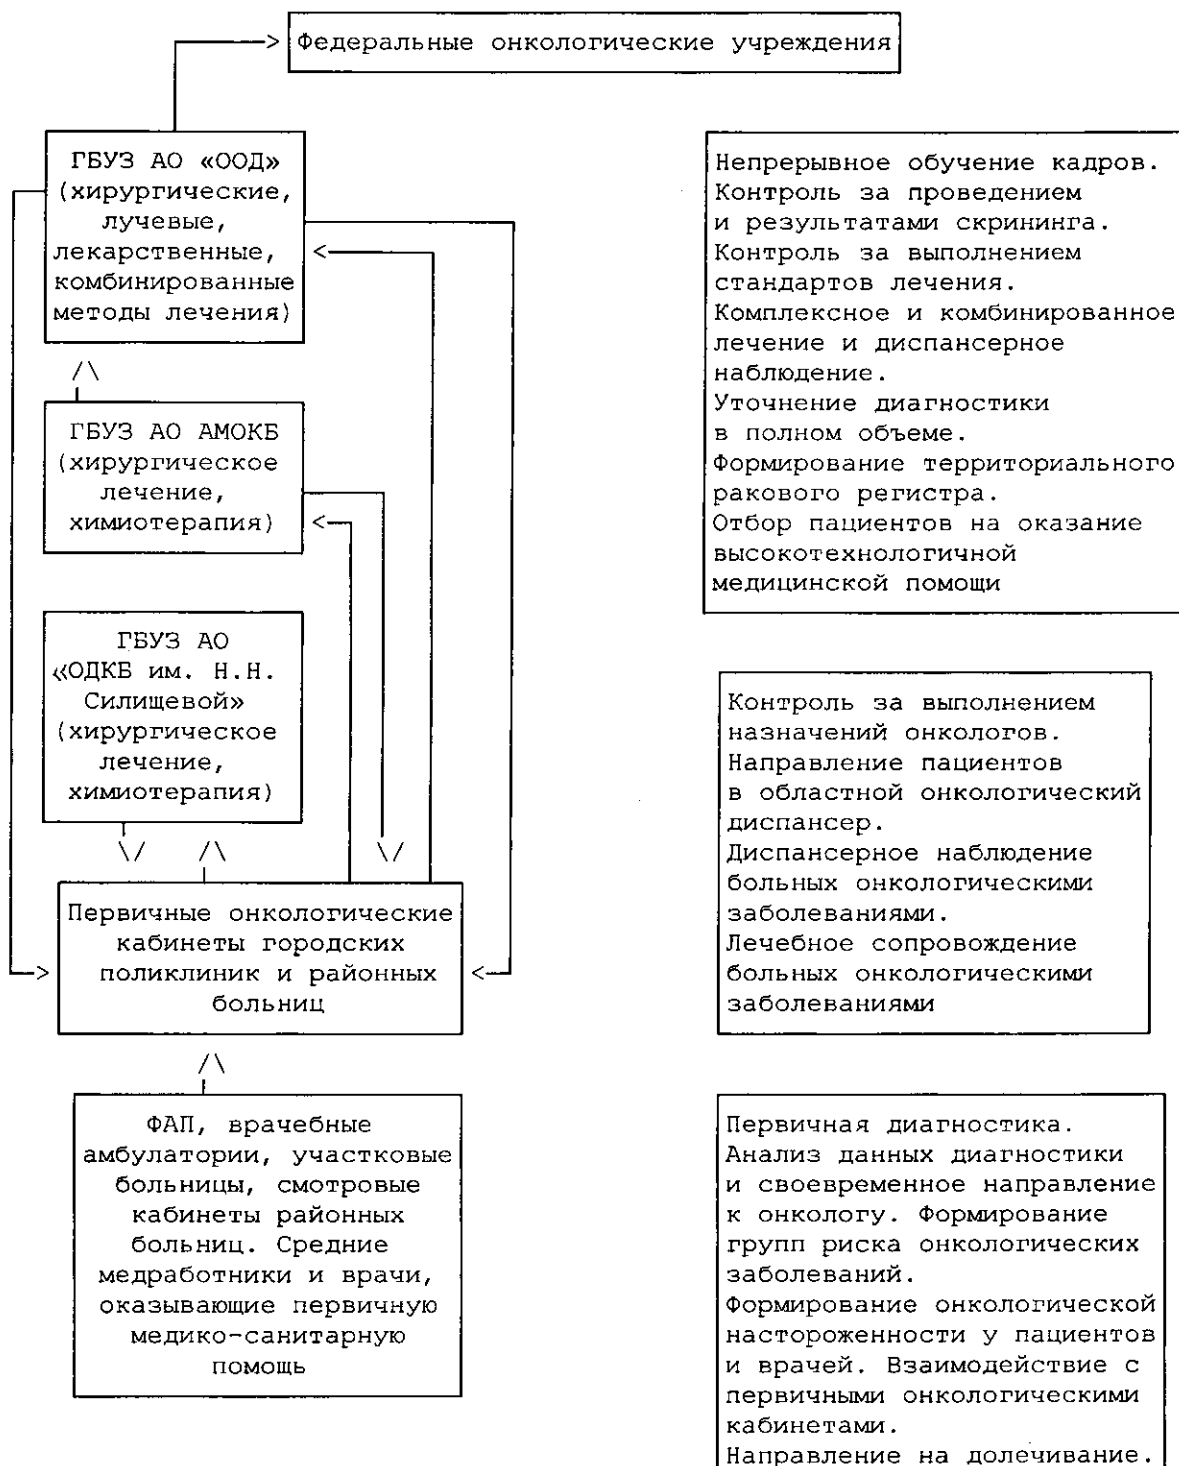 Федеральные онкологические учреждения
ГБУЗ АО «ООД»
(хирургические,
лучевые,
лекарственные,
комбинированные
методы лечения)
Непрерывное обучение кадров.
Контроль за проведением
и результатами скрининга.
Контроль за выполнением
стандартов лечения.
Комплексное и комбинированное
лечение и диспансерное
наблюдение.
Уточнение диагностики
в полном объеме.
Формирование территориального
ракового регистра.
Отбор пациентов на оказание
высокотехнологичной
медицинской помощи
ГБУЗ АО АМОКБ
(хирургическое
лечение,
химиотерапия)
ГБУЗ АО
«ОДКБ им. Н.Н.
Силищевой»
(хирургическое
лечение,
химиотерапия)
Контроль за выполнением
назначений онкологов.
Направление пациентов
в областной онкологический
диспансер.
Диспансерное наблюдение
больных онкологическими
заболеваниями.
Лечебное сопровождение
больных онкологическими
заболеваниями
Первичные онкологические
кабинеты городских
поликлиник и районных
больниц
ФАП, врачебные
амбулатории, участковые
больницы, смотровые
кабинеты районных
больниц. Средние
медработники и врачи,
оказывающие первичную
медико-санитарную
помощь
Первичная диагностика.
Анализ данных диагностики
и своевременное направление
к онкологу. Формирование
групп риска онкологических
заболеваний.
Формирование онкологической
настороженности у пациентов
и врачей. Взаимодействие с
первичными онкологическими
кабинетами.
Направление на долечивание.